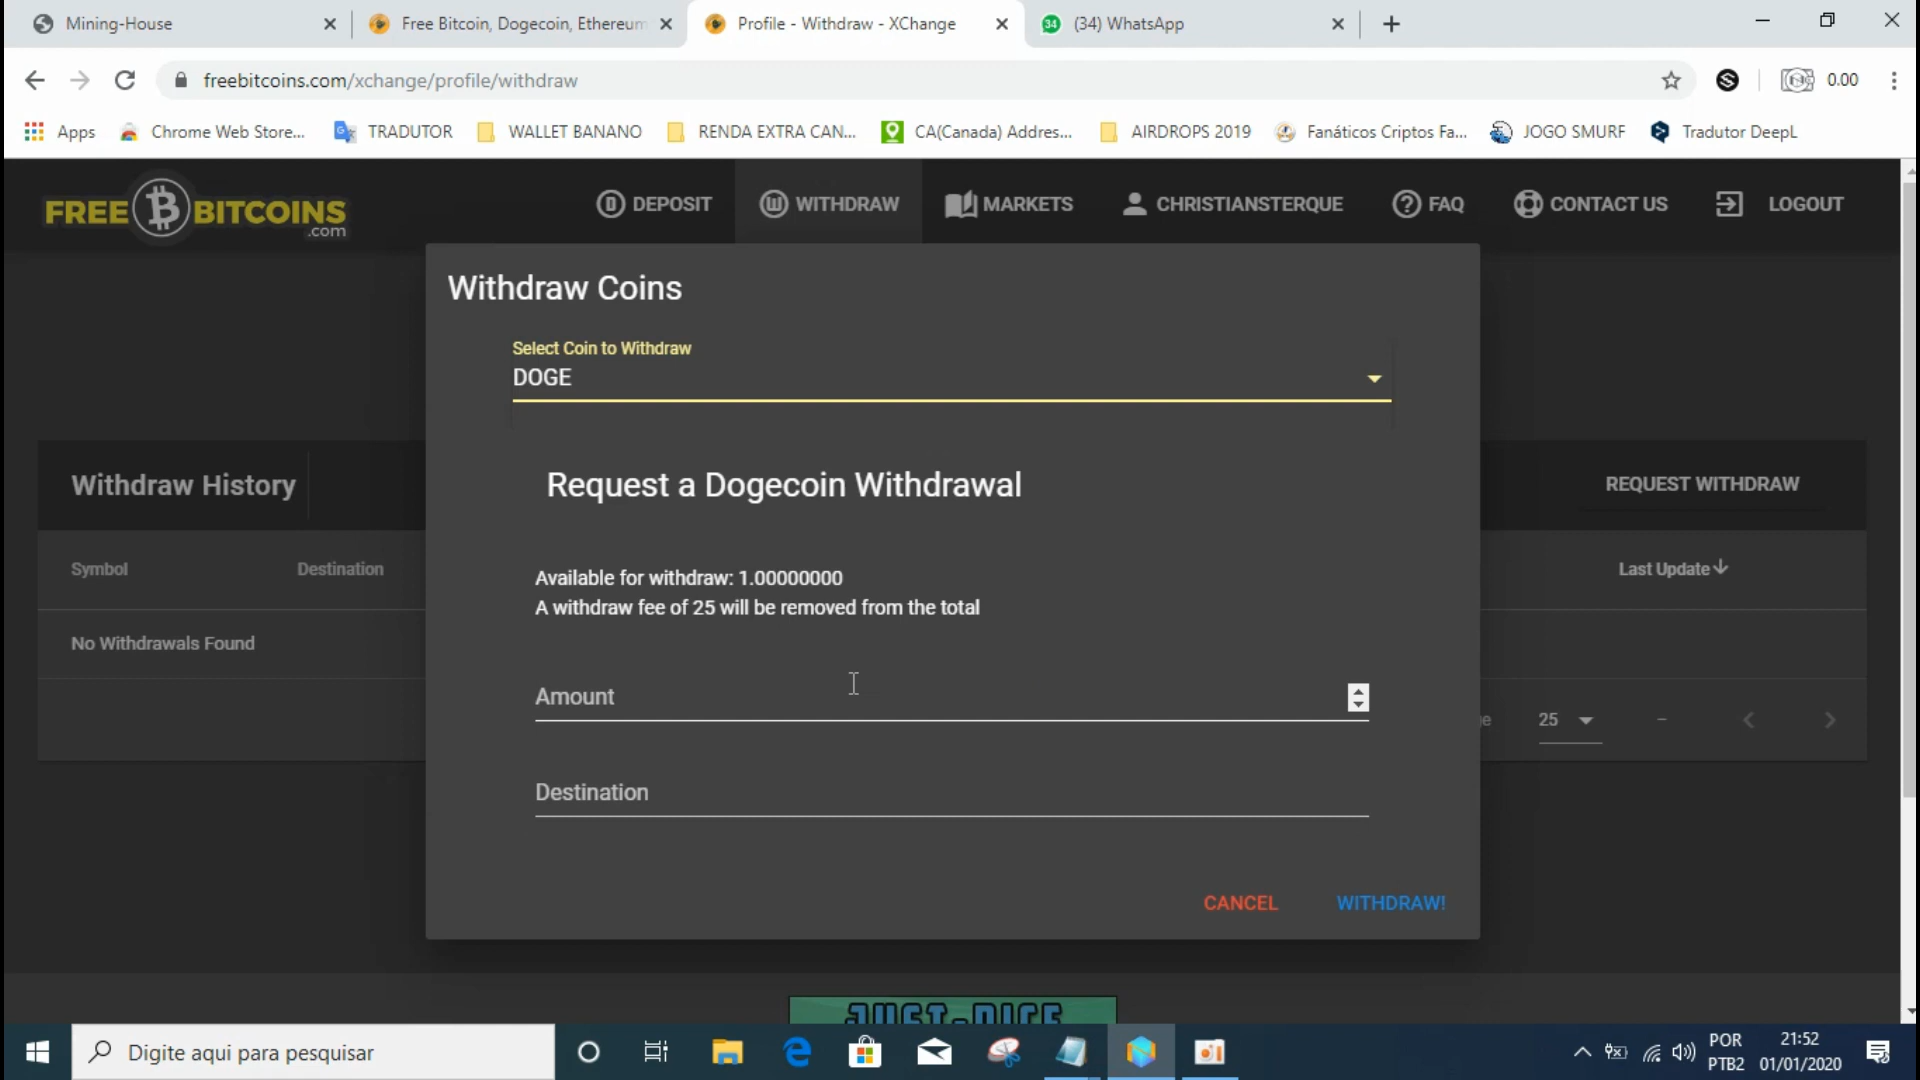 Mining-House
Free Bitcoin, Dogecoin, Ethereum
Profile - Withdraw - XChange
34
(34) WhatsApp
freebitcoins.com/xchange/profile/withdraw
0.00
Apps
Chrome Web Store...
TRADUTOR
WALLET BANANO
RENDA EXTRA CAN...
CA(Canada) Addres...
AIRDROPS 2019
Fanáticos Criptos Fa...
JOGO SMURF
Tradutor DeepL
FREE BITCOINS
.com
DEPOSIT
WITHDRAW
MARKETS
CHRISTIANSTERQUE
FAQ
CONTACT US
LOGOUT
Withdraw Coins
Select Coin to Withdraw
DOGE
Request a Dogecoin Withdrawal
Available for withdraw: 1.00000000
A withdraw fee of 25 will be removed from the total
Amount
Destination
CANCEL
WITHDRAW!
Withdraw History
REQUEST WITHDRAW
Symbol
Destination
Last Update
No Withdrawals Found
25
–
JUST-DICE
Digite aqui para pesquisar
POR
PTB2
21:52
01/01/2020